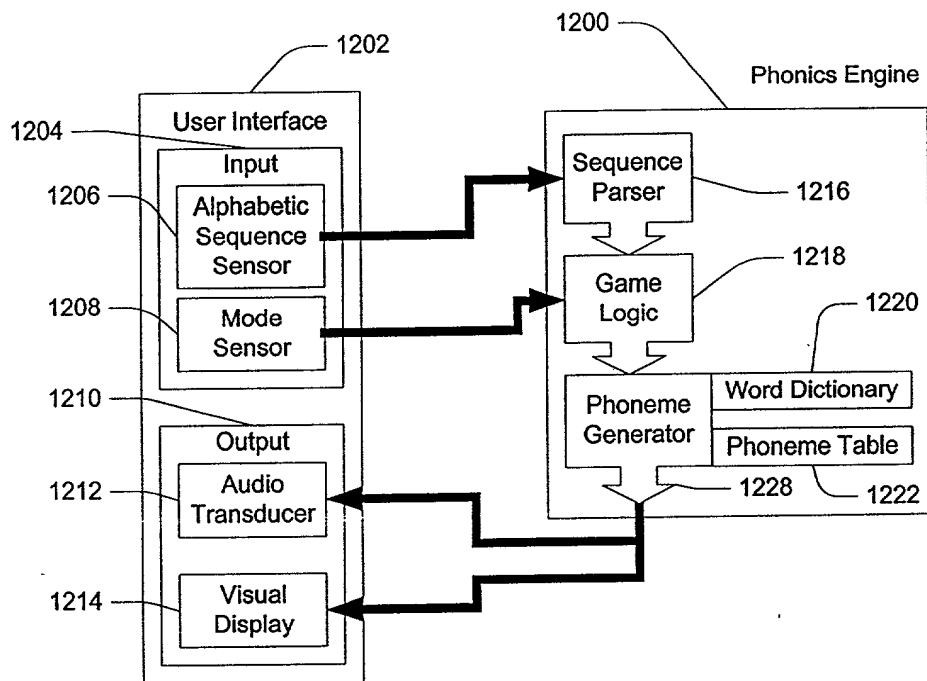 1202
1200
Phonics Engine
User Interface
1204
Input
1206
Alphabetic
Sequence
Sensor
1208
Mode
Sensor
1210
Output
1212
Audio
Transducer
1214
Visual
Display
Sequence
Parser
1216
Game
Logic
1218
1220
Phoneme
Generator
Word Dictionary
Phoneme Table
1228
1222